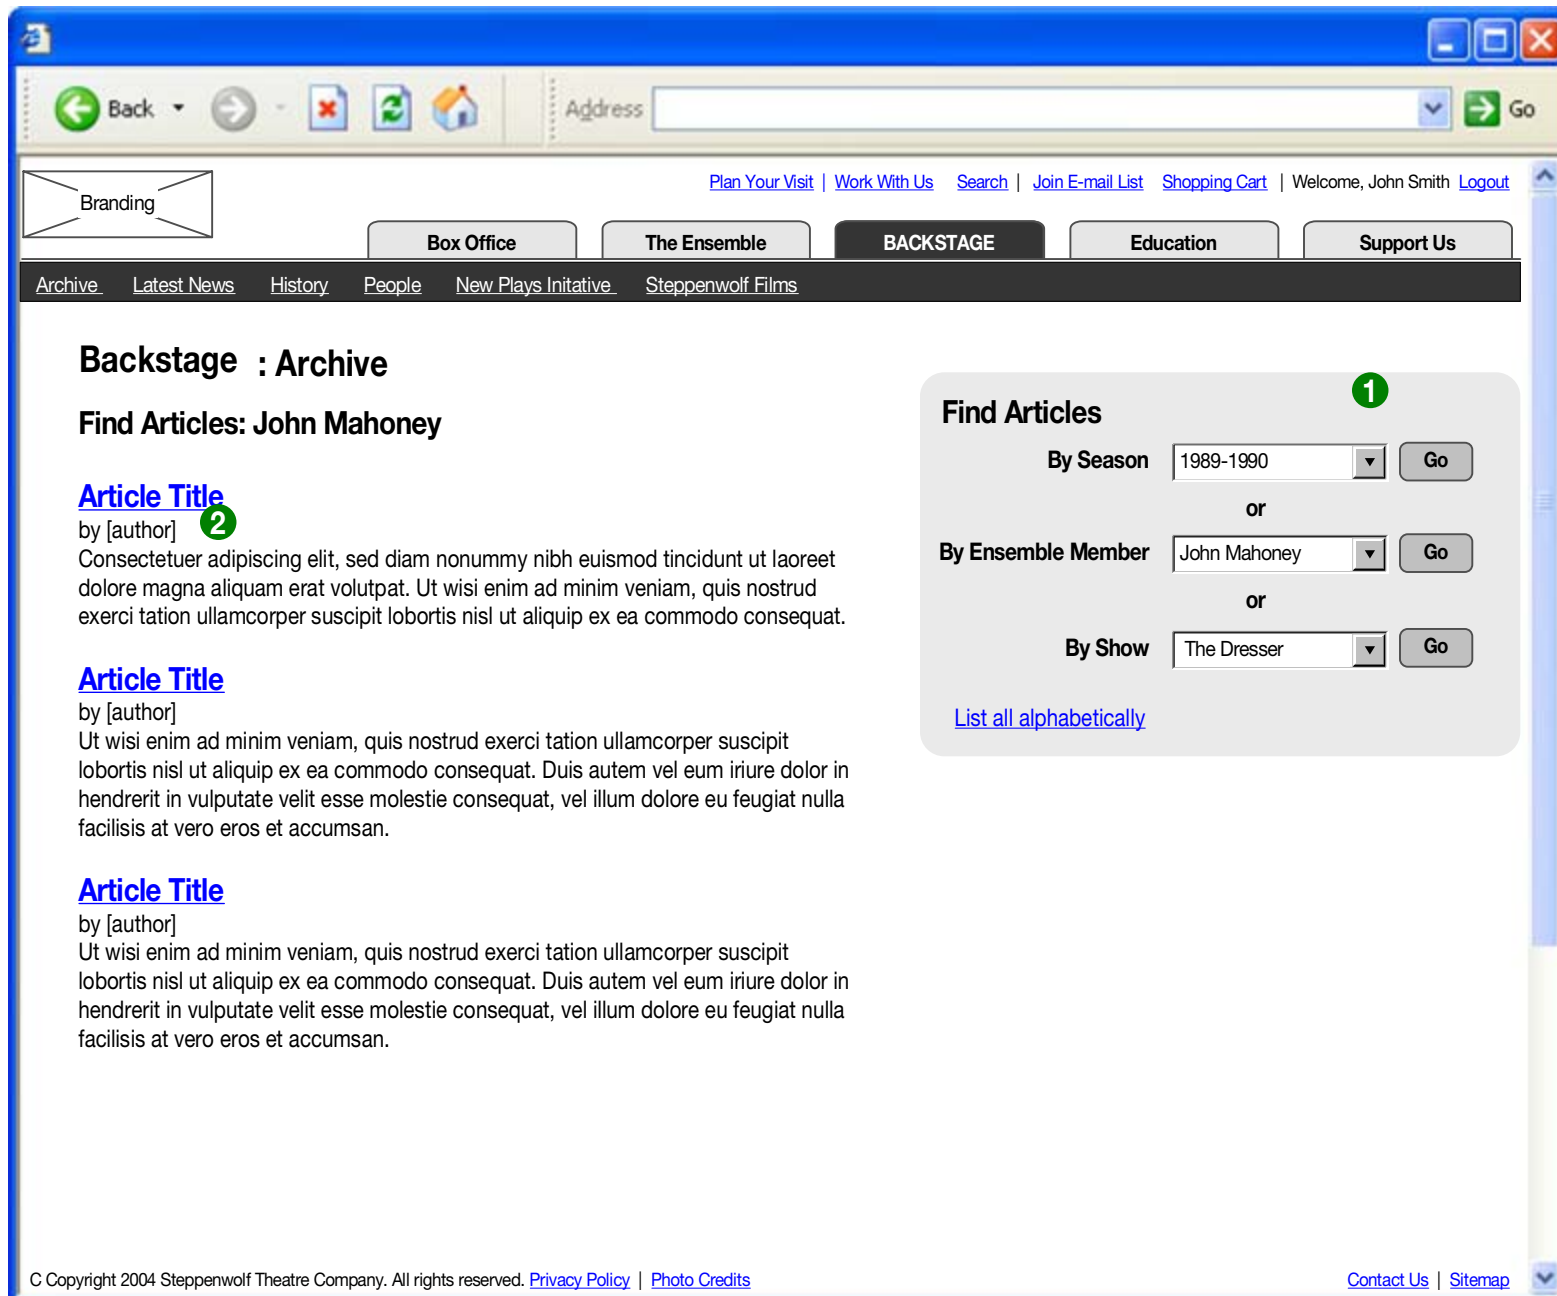 Back
Address
Go
Branding
Plan Your Visit | Work With Us Search | Join E-mail List Shopping Cart | Welcome, John Smith Logout
Box Office The Ensemble BACKSTAGE Education Support Us
Archive Latest News History People New Plays Initative Steppenwolf Films
Backstage : Archive
Find Articles: John Mahoney
Article Title
2
by [author]
Consectetuer adipiscing elit, sed diam nonummy nibh euismod tincidunt ut laoreet
dolore magna aliquam erat volutpat. Ut wisi enim ad minim veniam, quis nostrud
exerci tation ullamcorper suscipit lobortis nisl ut aliquip ex ea commodo consequat.
Article Title
by [author]
Ut wisi enim ad minim veniam, quis nostrud exerci tation ullamcorper suscipit
lobortis nisl ut aliquip ex ea commodo consequat. Duis autem vel eum iriure dolor in
hendrerit in vulputate velit esse molestie consequat, vel illum dolore eu feugiat nulla
facilisis at vero eros et accumsan.
Article Title
by [author]
Ut wisi enim ad minim veniam, quis nostrud exerci tation ullamcorper suscipit
lobortis nisl ut aliquip ex ea commodo consequat. Duis autem vel eum iriure dolor in
hendrerit in vulputate velit esse molestie consequat, vel illum dolore eu feugiat nulla
facilisis at vero eros et accumsan.
1
Find Articles
By Season 1989-1990 Go
or
By Ensemble Member John Mahoney Go
or
By Show The Dresser Go
List all alphabetically
C Copyright 2004 Steppenwolf Theatre Company. All rights reserved. Privacy Policy | Photo Credits
Contact Us | Sitemap